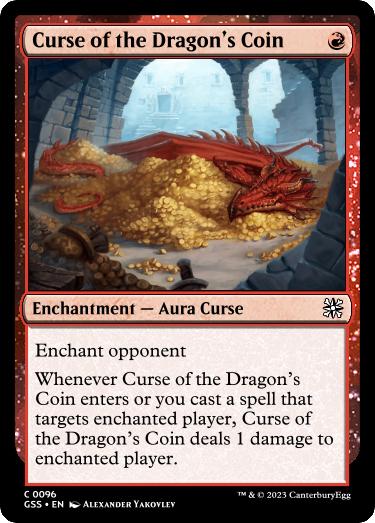 Curse of the Dragon's Coin
Enchantment — Aura Curse
Enchant opponent
Whenever Curse of the Dragon's
Coin enters or you cast a spell that
targets enchanted player, Curse of
the Dragon's Coin deals 1 damage to
enchanted player.
C 0096
GSS • EN Alexander Yakovlev
™ & © 2023 CanterburyEgg